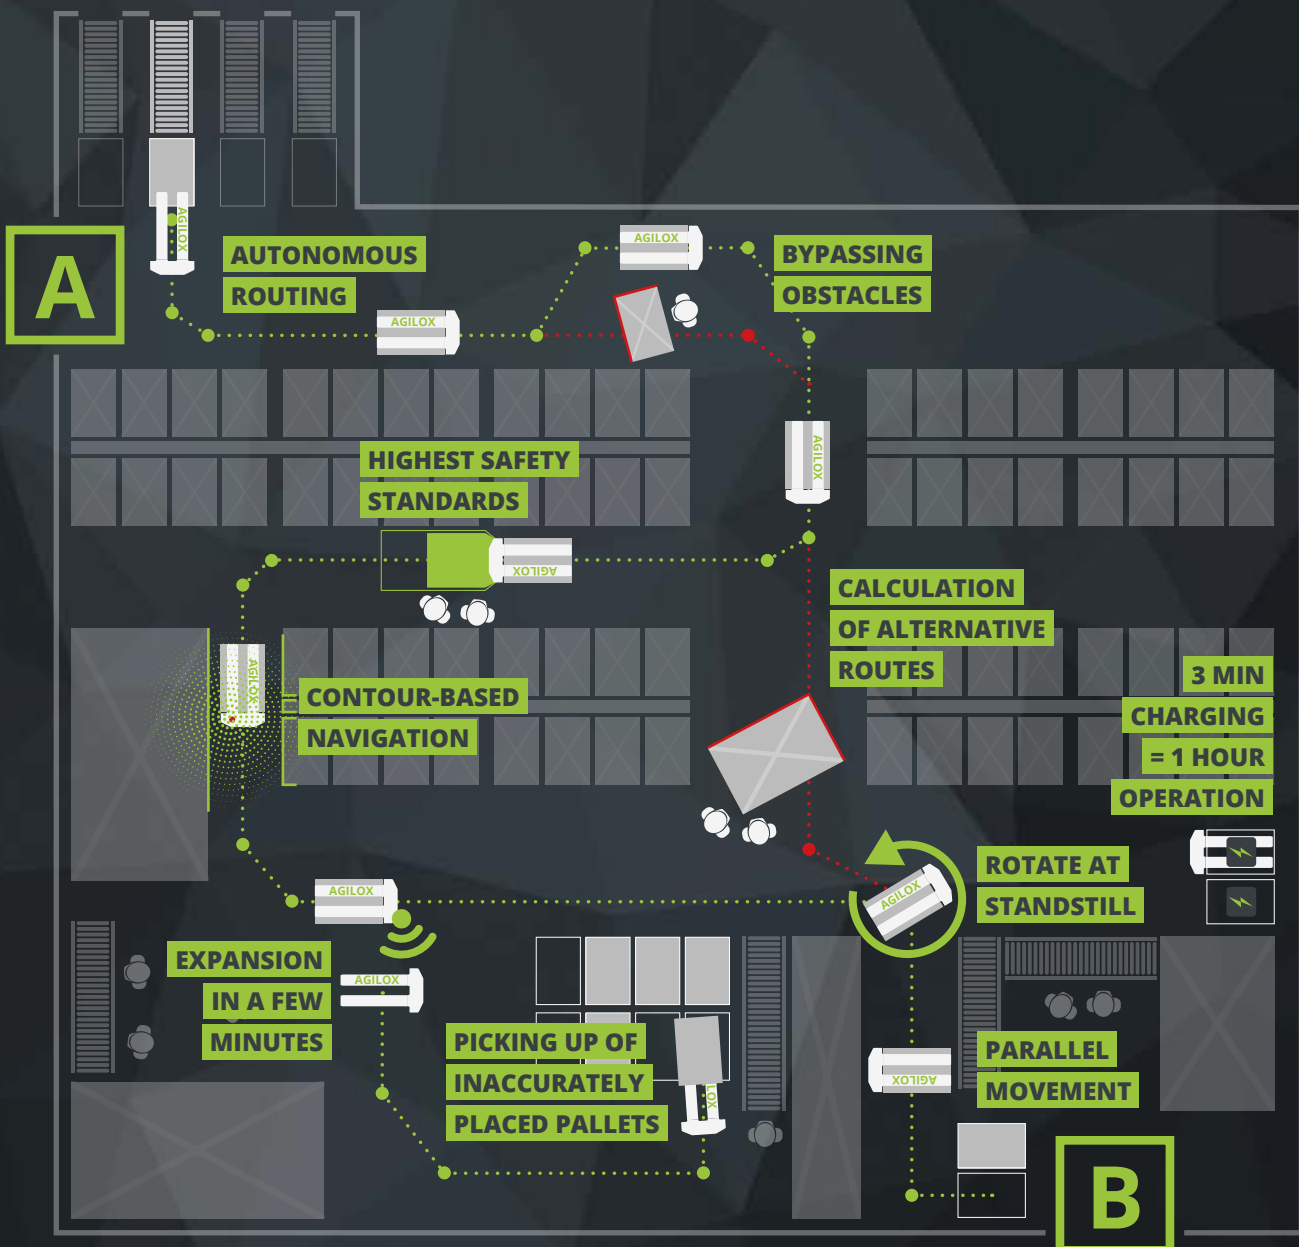 A
AGILOX
AUTONOMOUS
ROUTING
AGILOX
AGILOX
BYPASSING
OBSTACLES
AGILOX
HIGHEST SAFETY
STANDARDS
AGILOX
CALCULATION
OF ALTERNATIVE
ROUTES
AGILOX
CONTOUR-BASED
NAVIGATION
3 MIN
CHARGING
= 1 HOUR
OPERATION
AGILOX
AGILOX
ROTATE AT
STANDSTILL
EXPANSION
IN A FEW
MINUTES
AGILOX
PICKING UP OF
INACCURATELY
PLACED PALLETS
LOX
AGILOX
PARALLEL
MOVEMENT
B